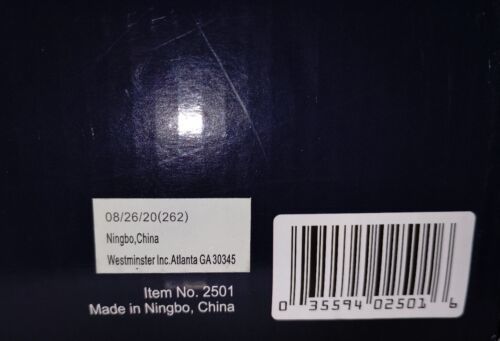 08/26/20(262)
Ningbo,China
Westminster Inc.Atlanta GA 30345
Item No. 2501
Made in Ningbo, China
0 35594 02501 6